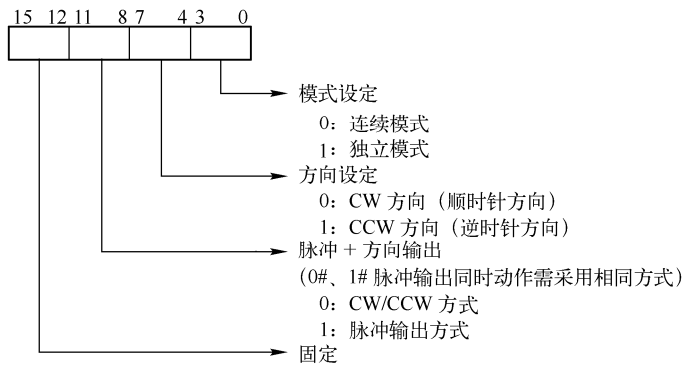 15 12 11 8 7 4 3 0
模式设定
0：连续模式
1：独立模式
方向设定
0：CW 方向（顺时针方向）
1：CCW 方向（逆时针方向）
脉冲 + 方向输出
（0#、1# 脉冲输出同时动作需采用相同方式）
0：CW/CCW 方式
1：脉冲输出方式
固定